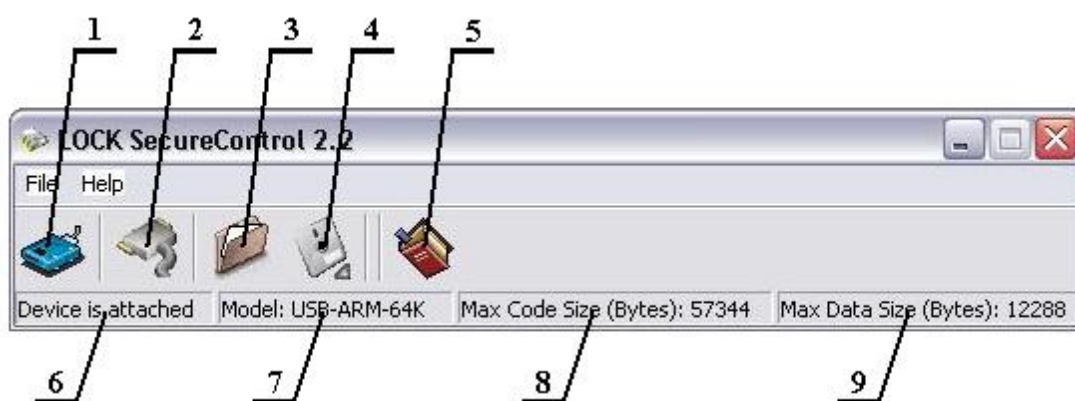 1 2 3 4 5
LOCK SecureControl 2.2
File Help
Device is attached Model: USB-ARM-64K Max Code Size (Bytes): 57344 Max Data Size (Bytes): 12288
6 7 8 9